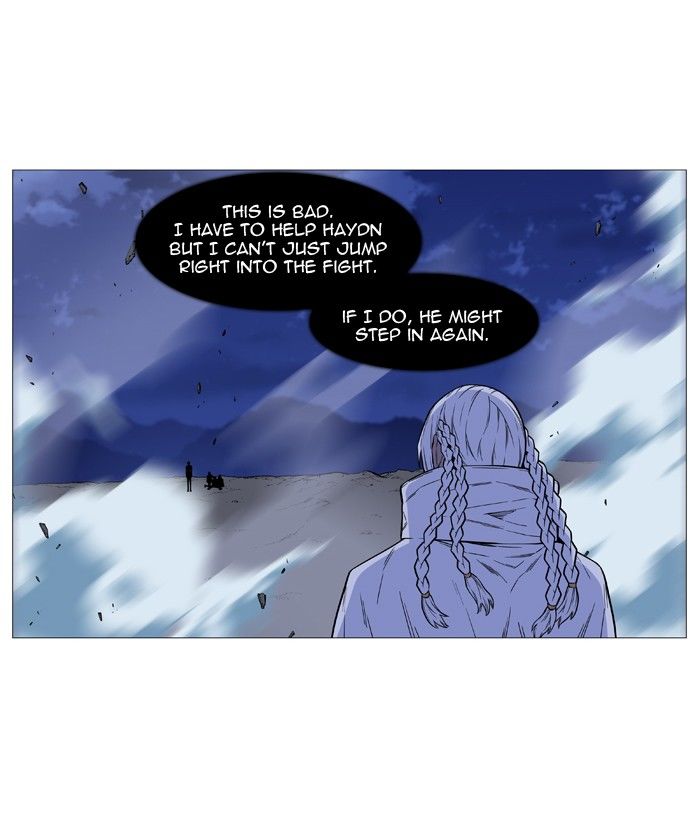 THIS IS BAD.
I HAVE TO HELP HAYDN
BUT I CAN'T JUST JUMP
RIGHT INTO THE FIGHT.
IF I DO, HE MIGHT
STEP IN AGAIN.